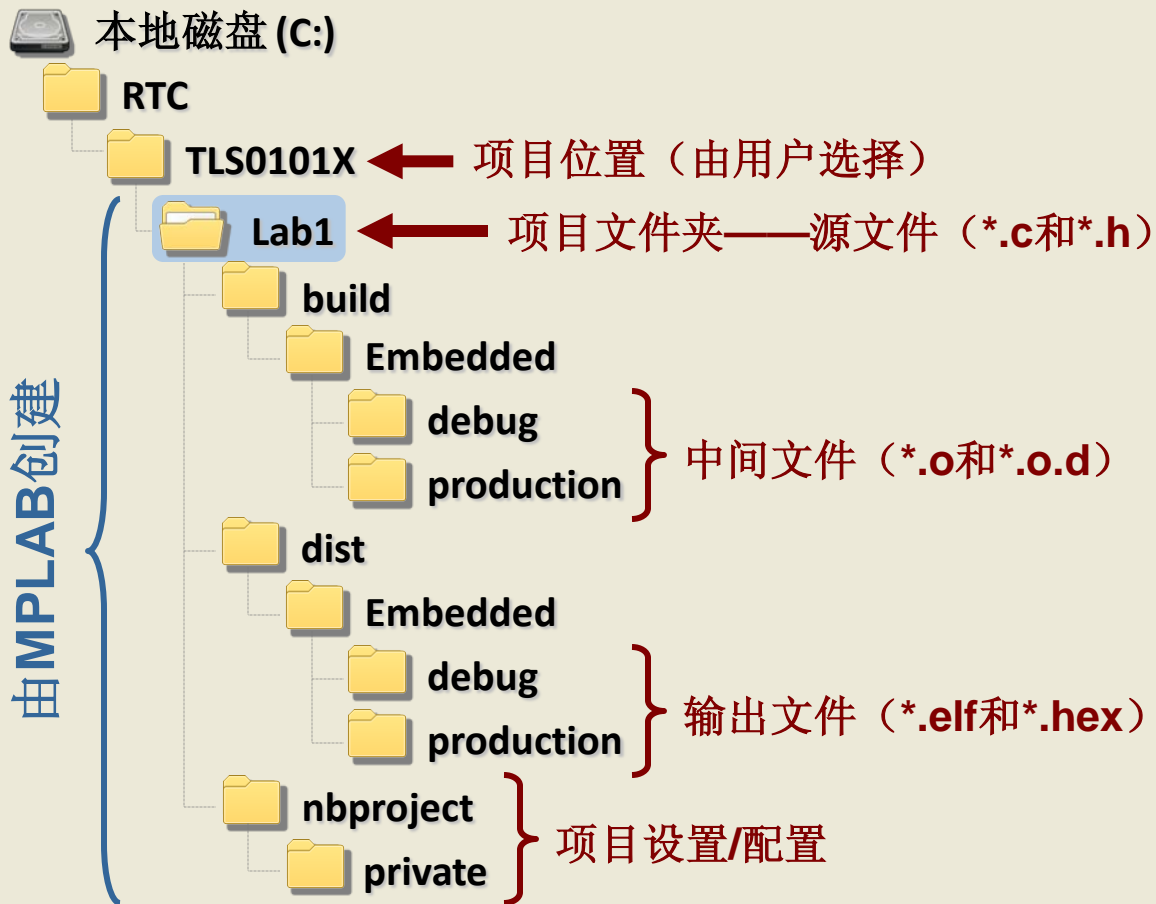 本地磁盘 (C:)
RTC
TLS0101X
项目位置（由用户选择）
Lab1
项目文件夹——源文件（*.c和*.h）
build
Embedded
debug
production
中间文件（*.o和*.o.d）
dist
Embedded
debug
production
输出文件（*.elf和*.hex）
nbproject
private
项目设置/配置
由MPLAB创建